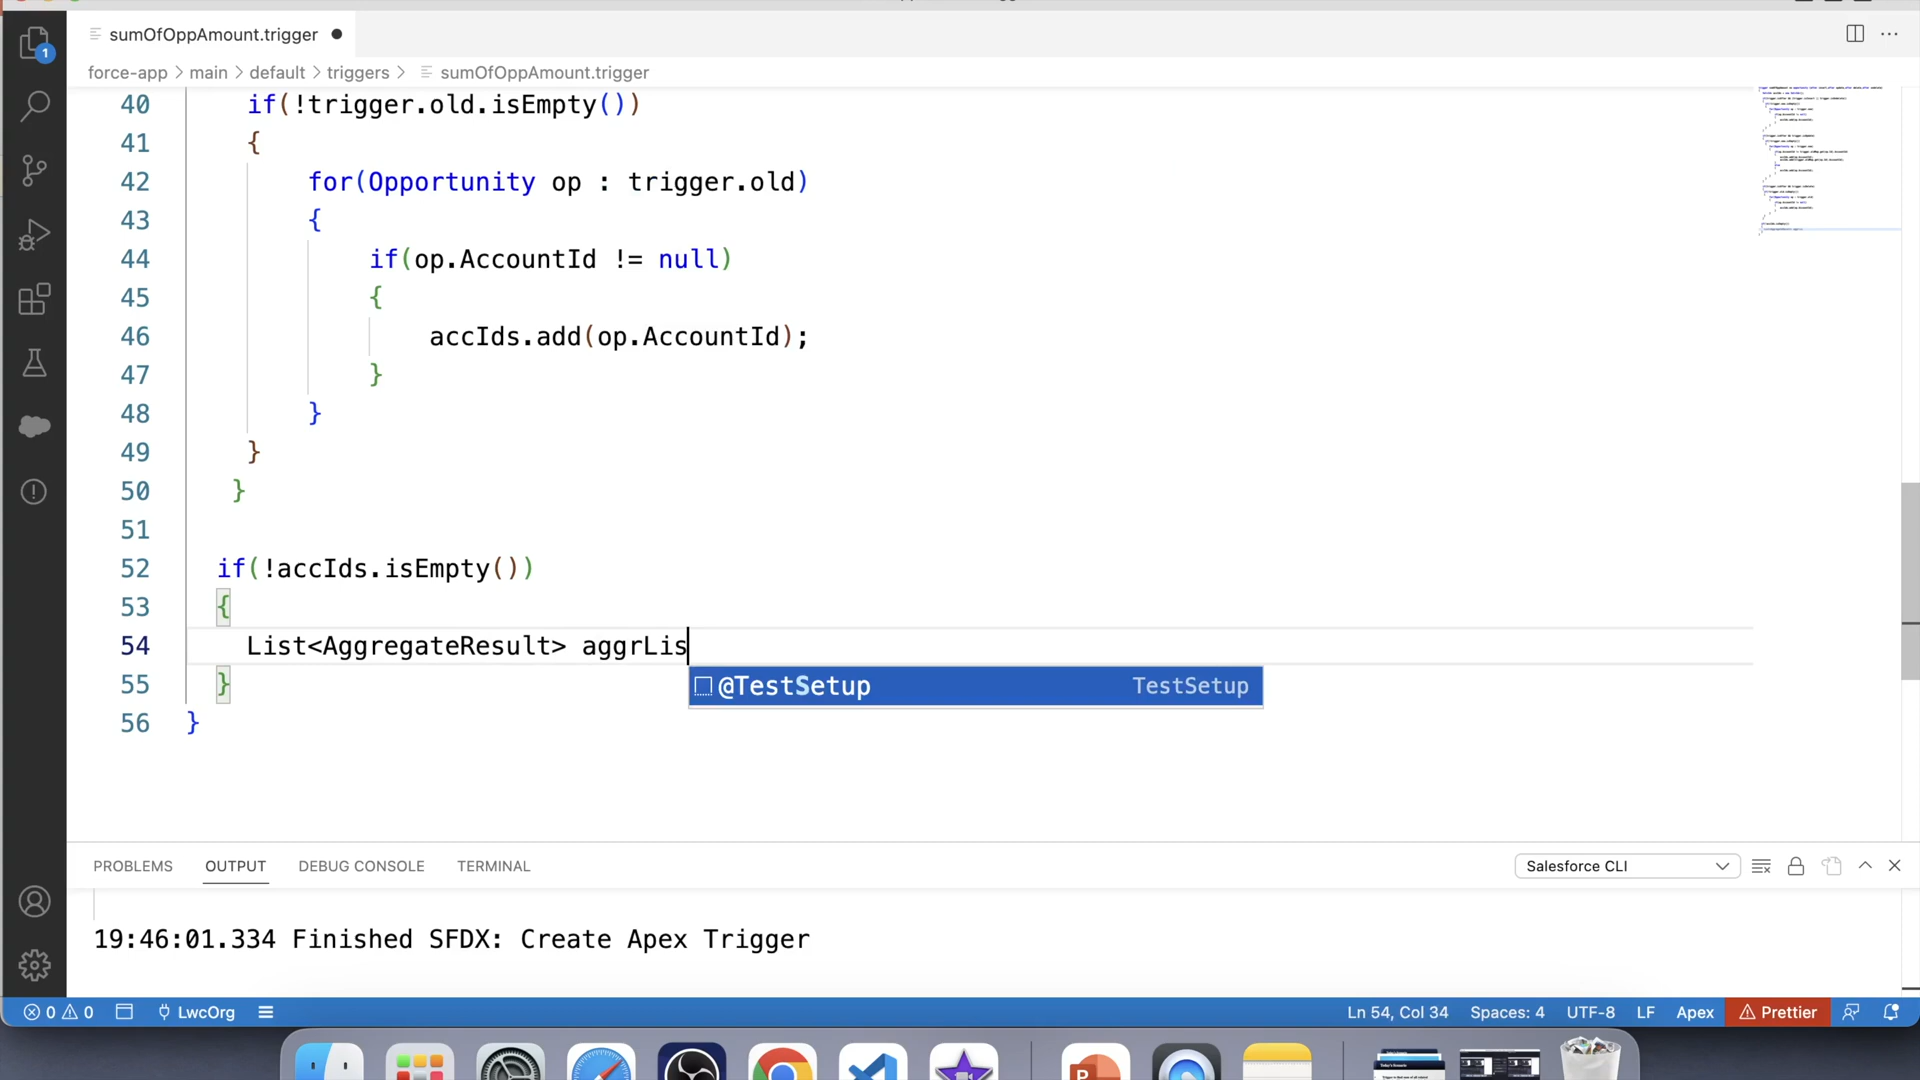 sumOfOppAmount.trigger
force-app > main > default > triggers > sumOfOppAmount.trigger
40 if(!trigger.old.isEmpty())
41 {
42 for(Opportunity op : trigger.old)
43 {
44 if(op.AccountId != null)
45 {
46 accIds.add(op.AccountId);
47 }
48 }
49 }
50 }
51
52 if(!accIds.isEmpty())
53 {
54 List<AggregateResult> aggrLis
@TestSetup TestSetup
55 }
56 }
PROBLEMS OUTPUT DEBUG CONSOLE TERMINAL Salesforce CLI
19:46:01.334 Finished SFDX: Create Apex Trigger
0 0 LwcOrg Ln 54, Col 34 Spaces: 4 UTF-8 LF Apex Prettier
1